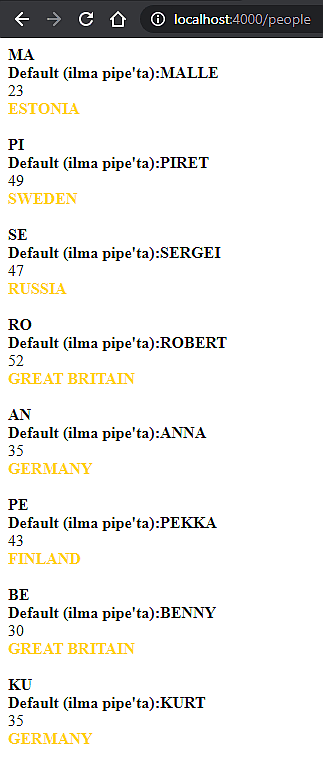 localhost:4000/people
MA
Default (ilma pipe'ta):MALLE
23
ESTONIA
PI
Default (ilma pipe'ta):PIRET
49
SWEDEN
SE
Default (ilma pipe'ta):SERGEI
47
RUSSIA
RO
Default (ilma pipe'ta):ROBERT
52
GREAT BRITAIN
AN
Default (ilma pipe'ta):ANNA
35
GERMANY
PE
Default (ilma pipe'ta):PEKKA
43
FINLAND
BE
Default (ilma pipe'ta):BENNY
30
GREAT BRITAIN
KU
Default (ilma pipe'ta):KURT
35
GERMANY